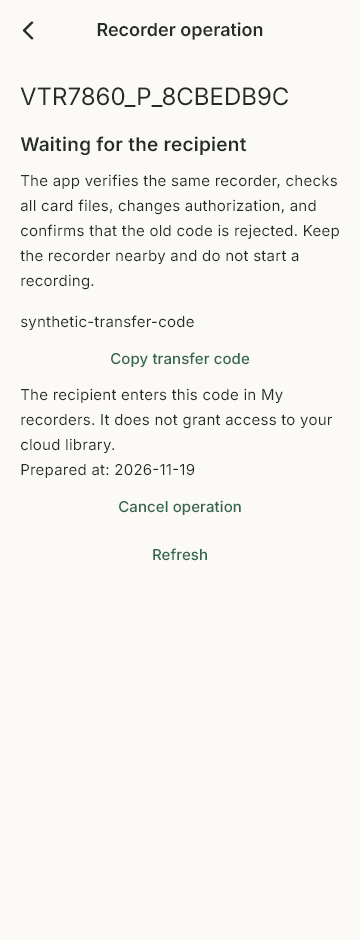 Recorder operation
VTR7860_P_8CBEDB9C
Waiting for the recipient
The app verifies the same recorder, checks
all card files, changes authorization, and
confirms that the old code is rejected. Keep
the recorder nearby and do not start a
recording.
synthetic-transfer-code
Copy transfer code
The recipient enters this code in My
recorders. It does not grant access to your
cloud library.
Prepared at: 2026-11-19
Cancel operation
Refresh